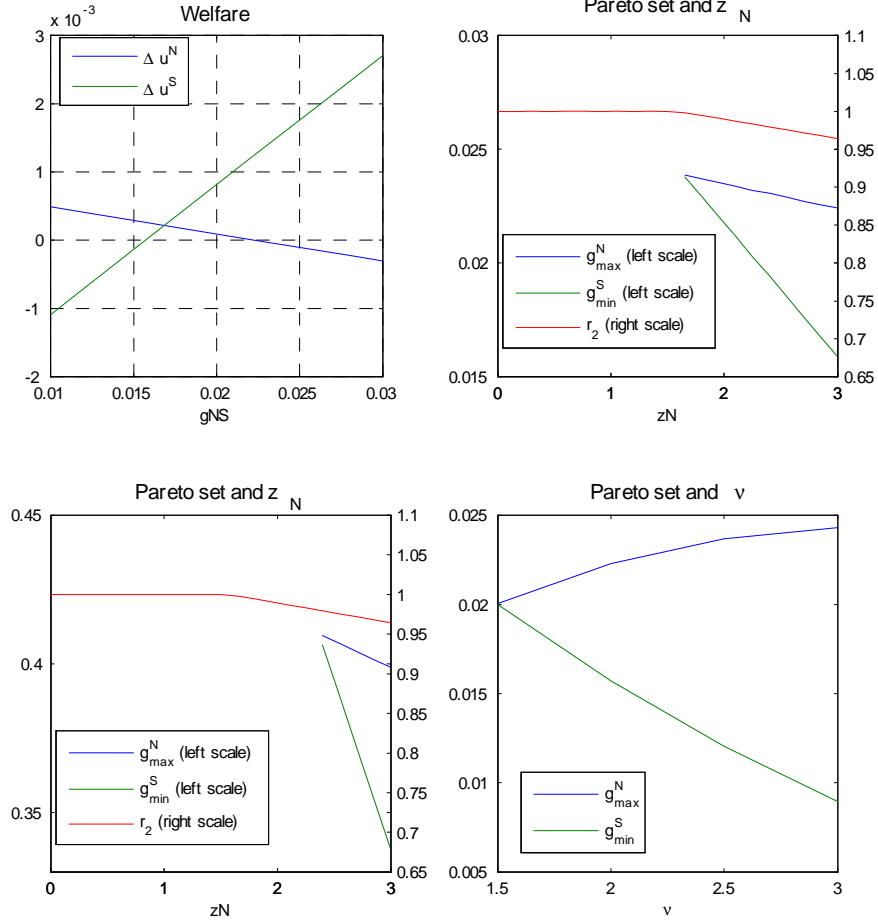 Welfare
x 10^-3
3
2
1
0
-1
-2
0.01 0.015 0.02 0.025 0.03
gNS
Δ u^N
Δ u^S
Pareto set and z_N
0.03
0.025
0.02
0.015
1.1
1.05
1
0.95
0.9
0.85
0.8
0.75
0.7
0.65
0 1 2 3
zN
g_max^N (left scale)
g_min^S (left scale)
r_2 (right scale)
Pareto set and z_N
0.45
0.4
0.35
1.1
1.05
1
0.95
0.9
0.85
0.8
0.75
0.7
0.65
0 1 2 3
zN
g_max^N (left scale)
g_min^S (left scale)
r_2 (right scale)
Pareto set and ν
0.025
0.02
0.015
0.01
0.005
1.5 2 2.5 3
ν
g_max^N
g_min^S